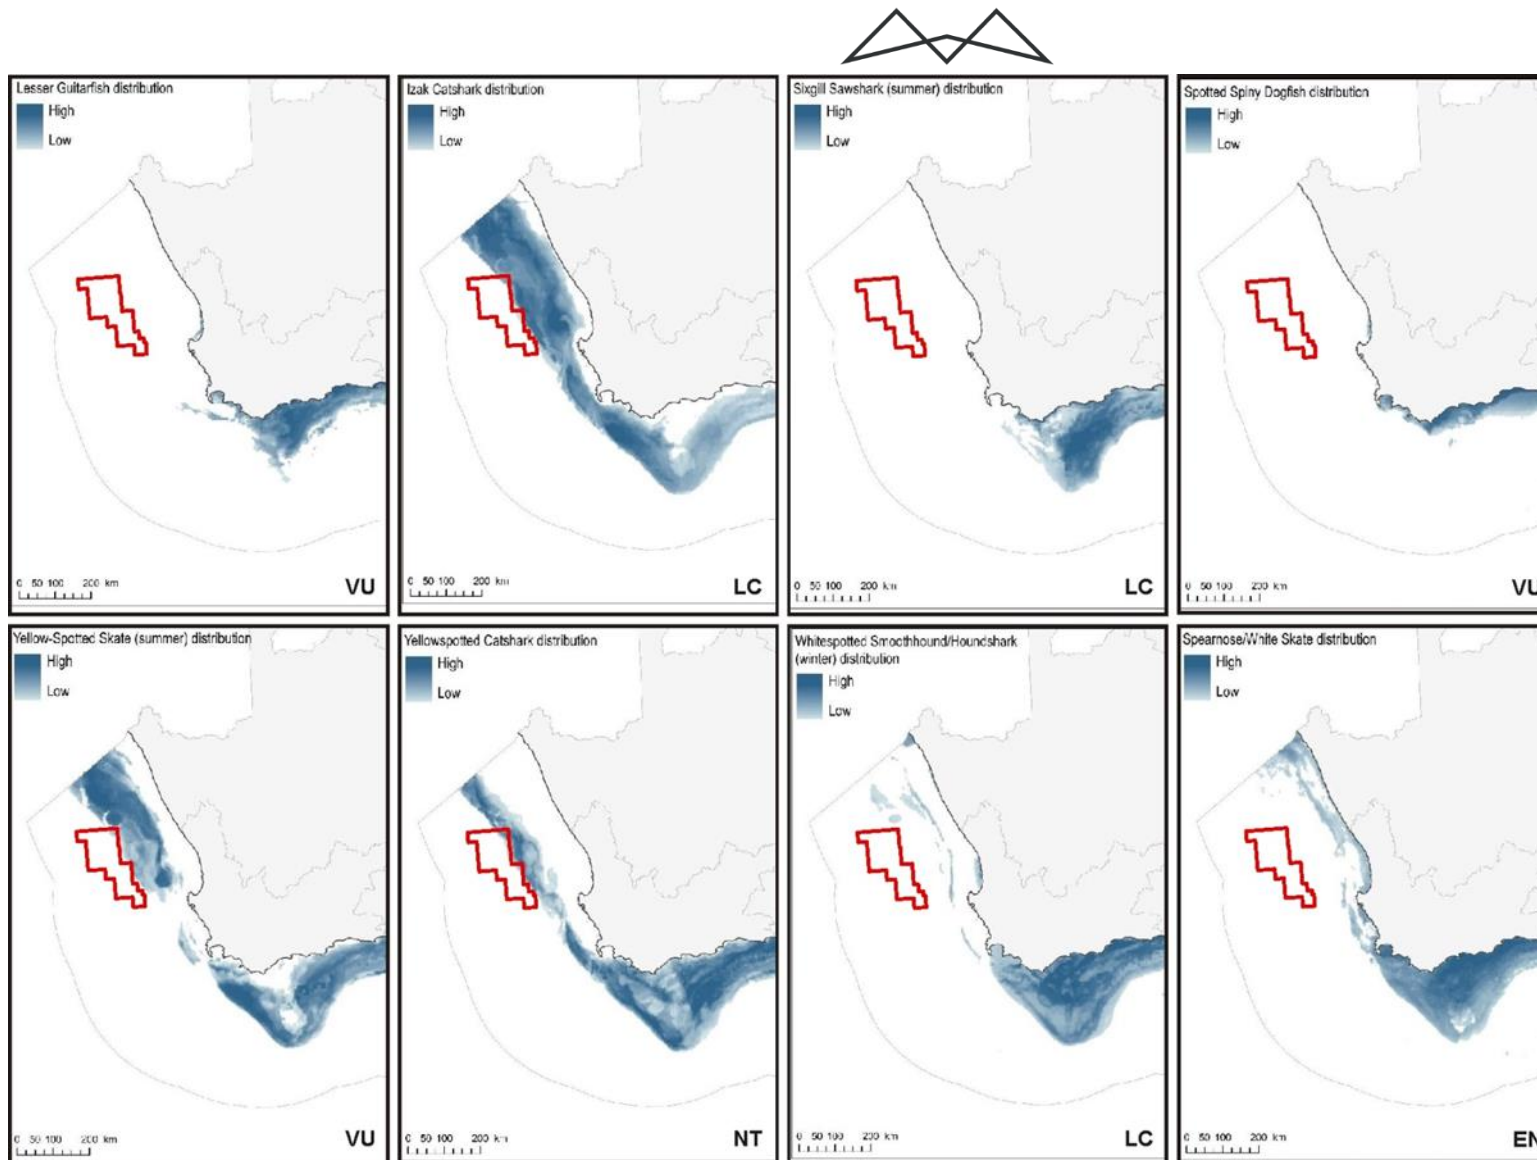 Lesser Guitarfish distribution
High
Low
0 50 100 200 km
VU
Izak Catshark distribution
High
Low
0 50 100 200 km
LC
Sixgill Sawshark (summer) distribution
High
Low
0 50 100 200 km
LC
Spotted Spiny Dogfish distribution
High
Low
0 50 100 200 km
VU
Yellow-Spotted Skate (summer) distribution
High
Low
0 50 100 200 km
VU
Yellowspotted Catshark distribution
High
Low
0 50 100 200 km
NT
Whitespotted Smoothhound/Houndshark
(winter) distribution
High
Low
0 50 100 200 km
LC
Spearnose/White Skate distribution
High
Low
0 50 100 200 km
EN